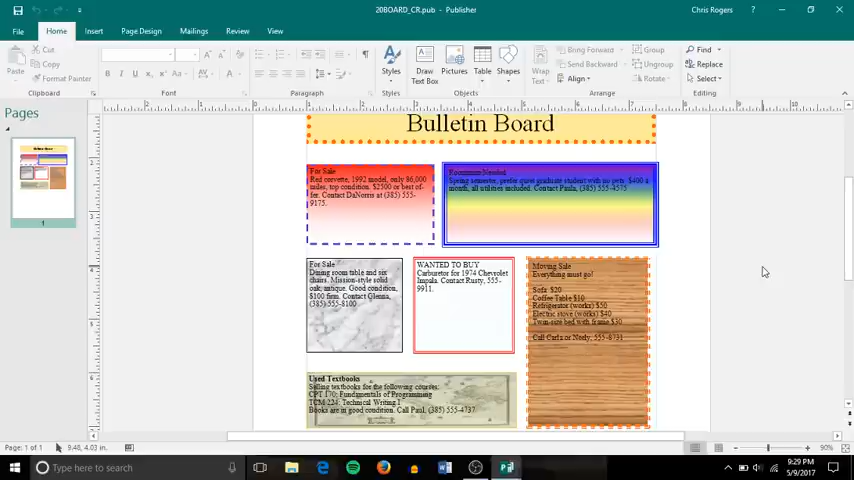 20BOARD_CR.pub - Publisher
Chris Rogers
?
File
Home
Insert
Page Design
Mailings
Review
View
Paste
Cut
Copy
Format Painter
Clipboard
Font
Paragraph
Styles
Styles
Draw Text Box
Pictures
Table
Shapes
Objects
Wrap Text
Bring Forward
Send Backward
Align
Group
Ungroup
Rotate
Arrange
Find
Replace
Select
Editing
Pages
1
Bulletin Board
For Sale
Red corvette, 1992 model, only 86,000
miles, top condition. $2500 or best of-
fer. Contact DaNorris at (385) 555-
9175.
Roommate Needed
Spring semester, prefer quiet graduate student with no pets. $400 a
month, all utilities included. Contact Paula, (385) 555-4575
For Sale
Dining room table and six
chairs. Mission-style solid
oak, antique. Good condition,
$100 firm. Contact Glenna,
(385) 555-8100
WANTED TO BUY
Carburetor for 1974 Chevrolet
Impala. Contact Rusty, 555-
9911.
Moving Sale
Everything must go!
Sofa $20
Coffee Table $10
Refrigerator (works) $50
Electric stove (works) $40
Twin-size bed with frame $30
Call Carla or Neely, 555-8731
Used Textbooks
Selling textbooks for the following courses:
CPT 170: Fundamentals of Programming
TCM 224: Technical Writing I
Books are in good condition. Call Paul, (385) 555-4737
Page: 1 of 1
9.48, 4.03 in.
90%
Type here to search
9:29 PM
5/9/2017